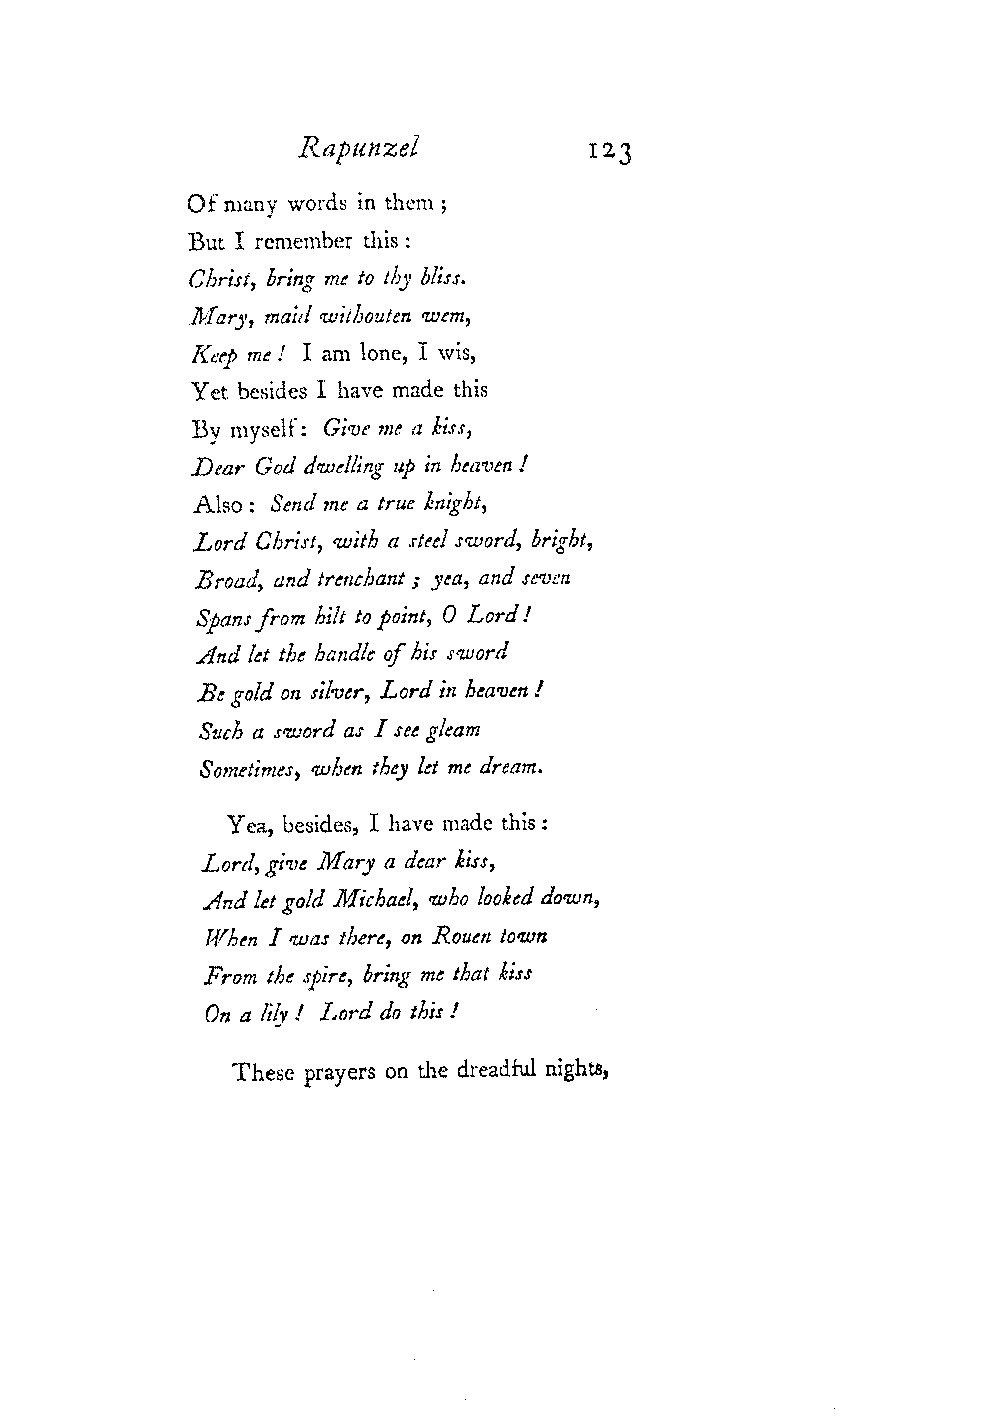 Rapunzel 123
Of many words in them ;
But I remember this :
Christ, bring me to thy bliss.
Mary, maid withouten wem,
Keep me ! I am lone, I wis,
Yet besides I have made this
By myself : Give me a kiss,
Dear God dwelling up in heaven !
Also : Send me a true knight,
Lord Christ, with a steel sword, bright,
Broad, and trenchant ; yea, and seven
Spans from hilt to point, O Lord !
And let the handle of his sword
Be gold on silver, Lord in heaven !
Such a sword as I see gleam
Sometimes, when they let me dream.
Yea, besides, I have made this :
Lord, give Mary a dear kiss,
And let gold Michael, who looked down,
When I was there, on Rouen town
From the spire, bring me that kiss
On a lily ! Lord do this !
These prayers on the dreadful nights,